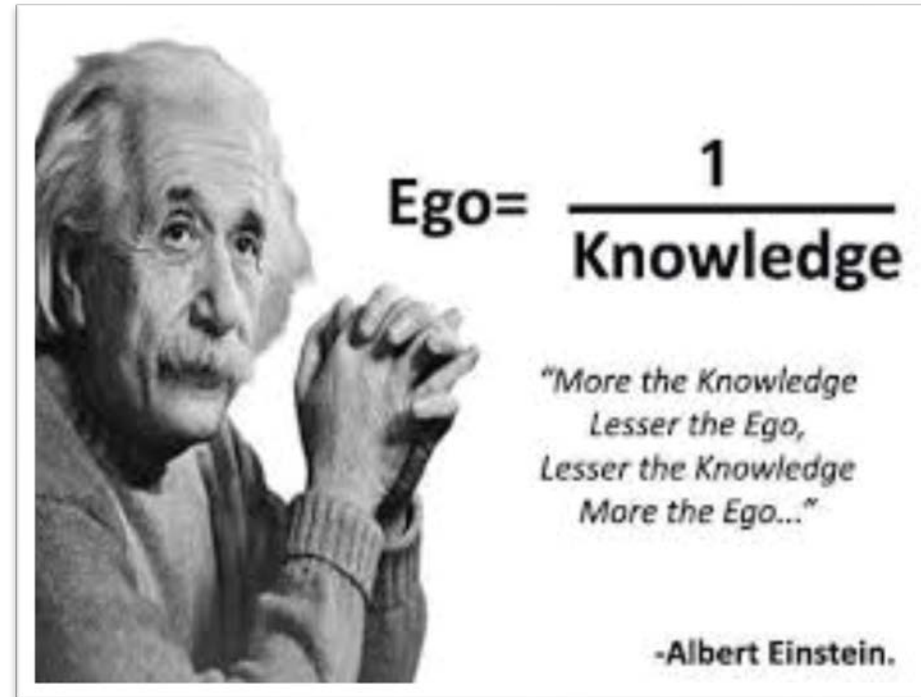 Ego= 1
Knowledge
"More the Knowledge
Lesser the Ego,
Lesser the Knowledge
More the Ego..."
-Albert Einstein.